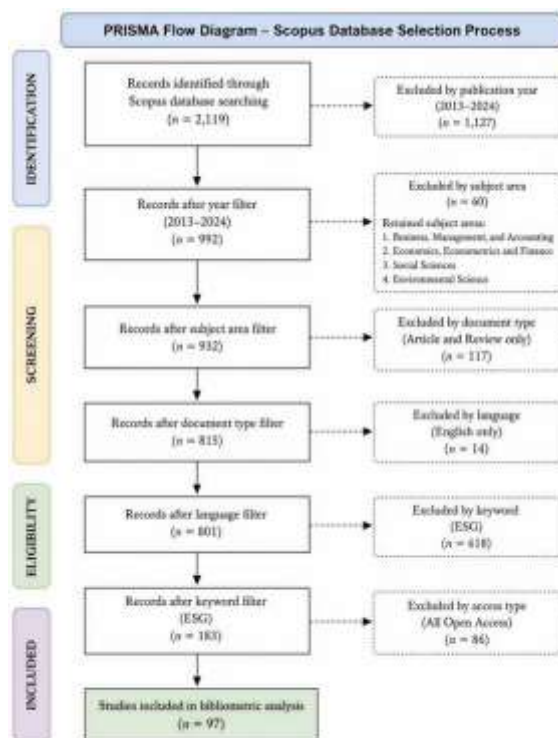 PRISMA Flow Diagram – Scopus Database Selection Process
IDENTIFICATION
Records identified through
Scopus database searching
(n = 2,119)
Excluded by publication year
(2013–2024)
(n = 1,127)
Records after year filter
(2013–2024)
(n = 992)
Excluded by subject area
(n = 60)
Retained subject areas:
1. Business, Management, and Accounting
2. Economics, Econometrics and Finance
3. Social Sciences
4. Environmental Science
SCREENING
Records after subject area filter
(n = 932)
Excluded by document type
(Article and Review only)
(n = 117)
Records after document type filter
(n = 815)
Excluded by language
(English only)
(n = 14)
ELIGIBILITY
Records after language filter
(n = 801)
Excluded by keyword
(ESG)
(n = 618)
INCLUDED
Records after keyword filter
(ESG)
(n = 183)
Excluded by access type
(All Open Access)
(n = 86)
Studies included in bibliometric analysis
(n = 97)